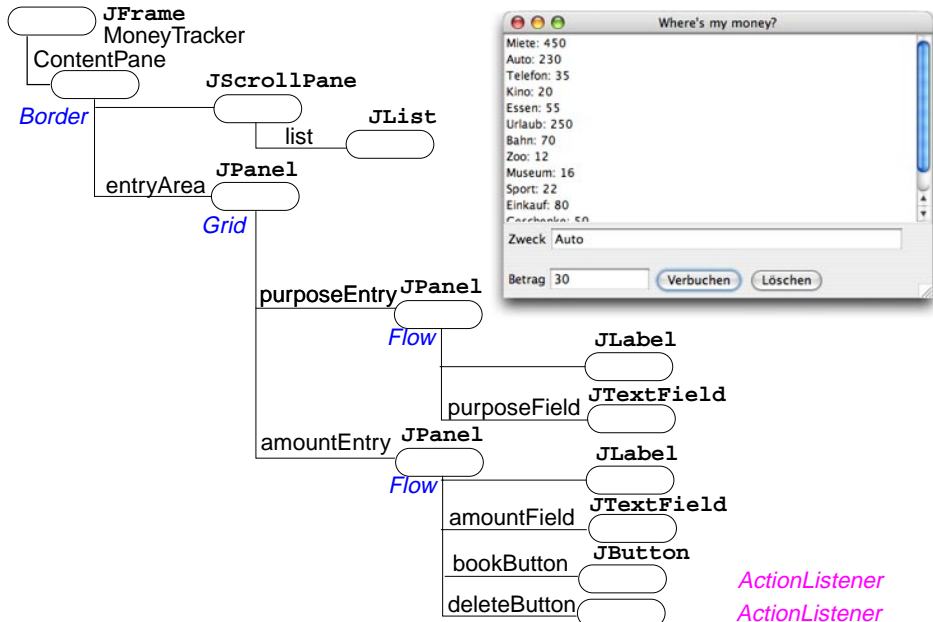 JFrame
MoneyTracker
ContentPane
Border
JScrollPane
list
JList
entryArea
JPanel
Grid
purposeEntry
JPanel
Flow
JLabel
purposeField
JTextField
amountEntry
JPanel
Flow
JLabel
amountField
JTextField
bookButton
JButton
ActionListener
deleteButton
ActionListener
Where's my money?
Miete: 450
Auto: 230
Telefon: 35
Kino: 20
Essen: 55
Urlaub: 250
Bahn: 70
Zoo: 12
Museum: 16
Sport: 22
Einkauf: 80
Geschenke: 50
Zweck Auto
Betrag 30 Verbuchen Löschen